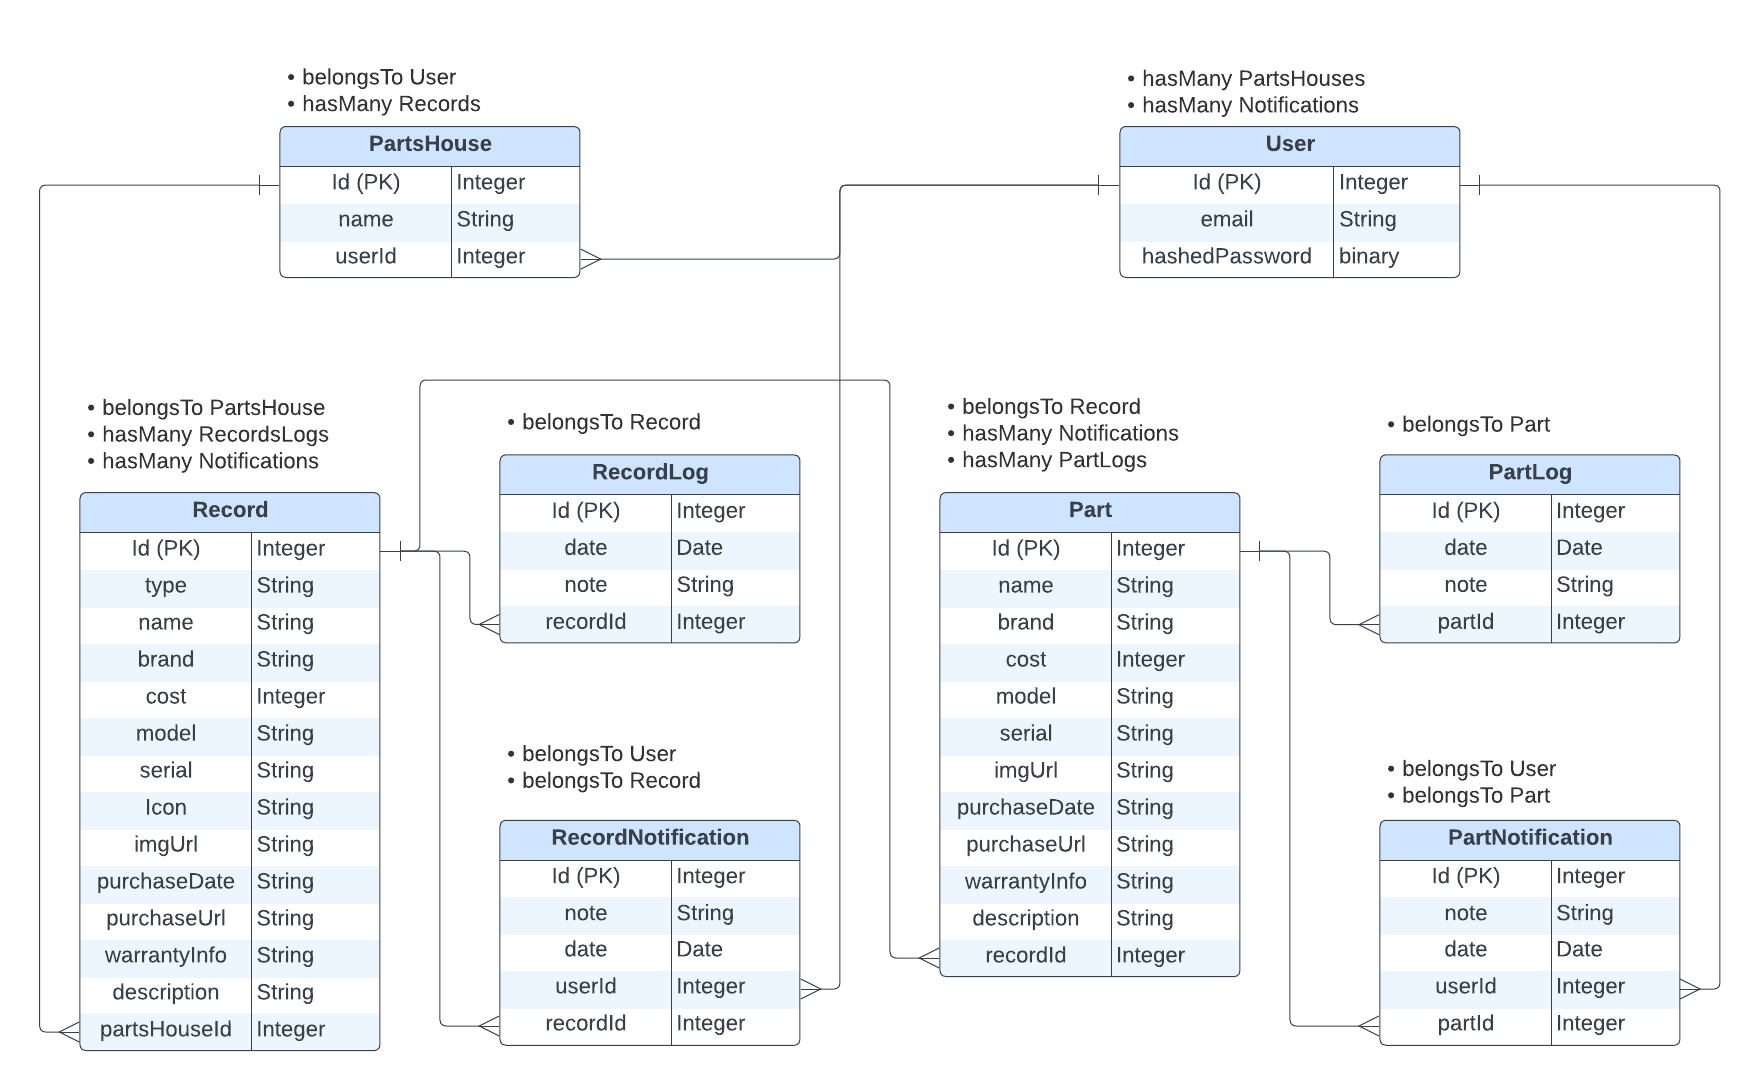 • belongsTo User
• hasMany Records
PartsHouse
Id (PK) Integer
name String
userId Integer
• hasMany PartsHouses
• hasMany Notifications
User
Id (PK) Integer
email String
hashedPassword binary
• belongsTo PartsHouse
• hasMany RecordsLogs
• hasMany Notifications
Record
Id (PK) Integer
type String
name String
brand String
cost Integer
model String
serial String
Icon String
imgUrl String
purchaseDate String
purchaseUrl String
warrantyInfo String
description String
partsHouseId Integer
• belongsTo Record
RecordLog
Id (PK) Integer
date Date
note String
recordId Integer
• belongsTo User
• belongsTo Record
RecordNotification
Id (PK) Integer
note String
date Date
userId Integer
recordId Integer
• belongsTo Record
• hasMany Notifications
• hasMany PartLogs
Part
Id (PK) Integer
name String
brand String
cost Integer
model String
serial String
imgUrl String
purchaseDate String
purchaseUrl String
warrantyInfo String
description String
recordId Integer
• belongsTo Part
PartLog
Id (PK) Integer
date Date
note String
partId Integer
• belongsTo User
• belongsTo Part
PartNotification
Id (PK) Integer
note String
date Date
userId Integer
partId Integer